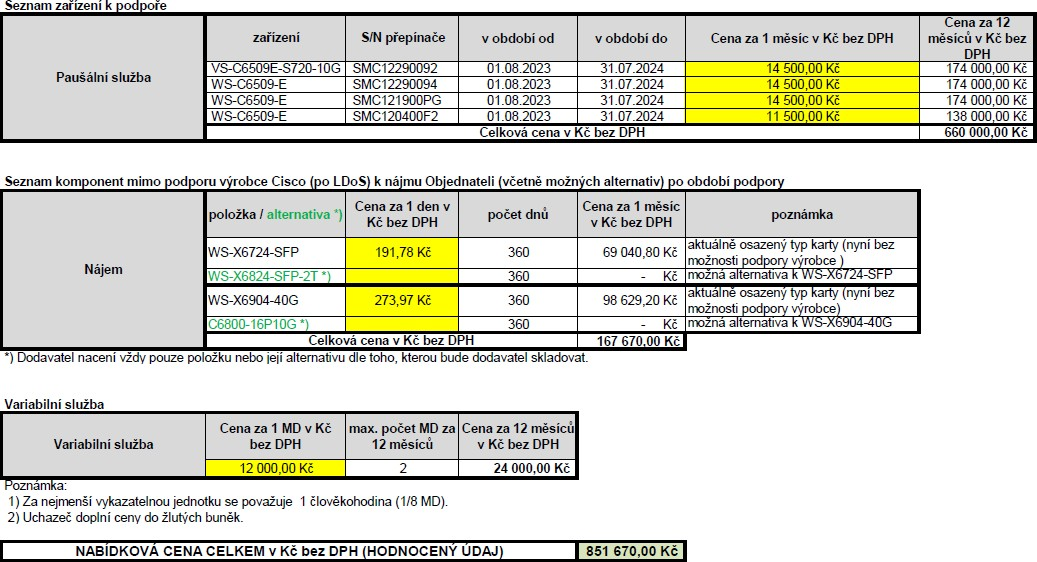 Seznam zařízení k podpoře
Paušální služba
zařízení S/N přepínače v období od v období do Cena za 1 měsíc v Kč bez DPH Cena za 12 měsíců v Kč bez DPH
VS-C6509E-S720-10G SMC12290092 01.08.2023 31.07.2024 14 500,00 Kč 174 000,00 Kč
WS-C6509-E SMC12290094 01.08.2023 31.07.2024 14 500,00 Kč 174 000,00 Kč
WS-C6509-E SMC121900PG 01.08.2023 31.07.2024 14 500,00 Kč 174 000,00 Kč
WS-C6509-E SMC120400F2 01.08.2023 31.07.2024 11 500,00 Kč 138 000,00 Kč
Celková cena v Kč bez DPH 660 000,00 Kč
Seznam komponent mimo podporu výrobce Cisco (po LDoS) k nájmu Objednateli (včetně možných alternativ) po období podpory
Nájem
položka / alternativa *) Cena za 1 den v Kč bez DPH počet dnů Cena za 1 měsíc v Kč bez DPH poznámka
WS-X6724-SFP 191,78 Kč 360 69 040,80 Kč aktuálně osazený typ karty (nyní bez
možnosti podpory výrobce )
WS-X6824-SFP-2T *) 360 - Kč možná alternativa k WS-X6724-SFP
WS-X6904-40G 273,97 Kč 360 98 629,20 Kč aktuálně osazený typ karty (nyní bez
možnosti podpory výrobce)
C6800-16P10G *) 360 - Kč možná alternativa k WS-X6904-40G
Celková cena v Kč bez DPH 167 670,00 Kč
*) Dodavatel nacení vždy pouze položku nebo její alternativu dle toho, kterou bude dodavatel skladovat.
Variabilní služba
Variabilní služba
Cena za 1 MD v Kč bez DPH max. počet MD za 12 měsíců Cena za 12 měsíců v Kč bez DPH
12 000,00 Kč 2 24 000,00 Kč
Poznámka:
1) Za nejmenší vykazatelnou jednotku se považuje 1 člověkohodina (1/8 MD).
2) Uchazeč doplní ceny do žlutých buněk.
NABÍDKOVÁ CENA CELKEM v Kč bez DPH (HODNOCENÝ ÚDAJ) 851 670,00 Kč